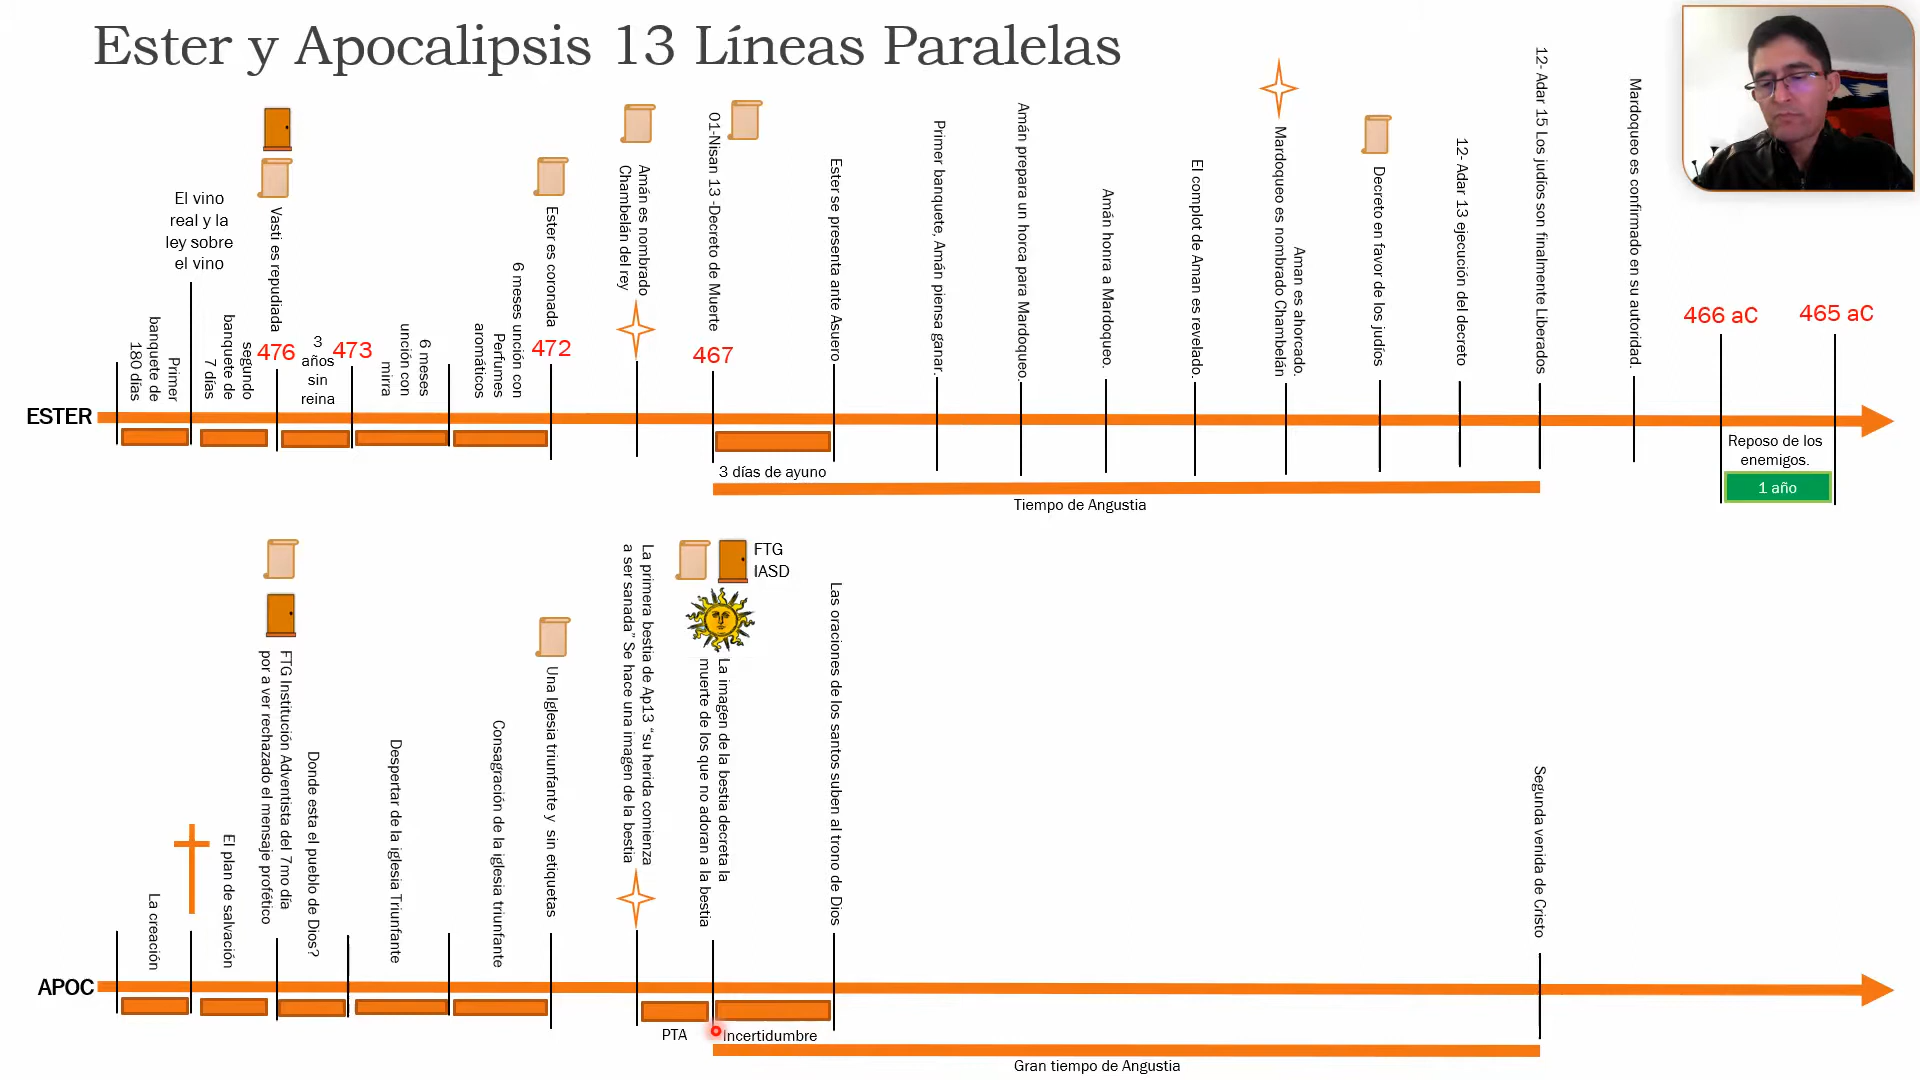 Ester y Apocalipsis 13 Líneas Paralelas
ESTER
Primer
banquete de
180 días
El vino
real y la
ley sobre
el vino
segundo
banquete de
7 días
Vasti es repudiada
476
3
años
sin
reina
473
6 meses
unción con
mirra
6 meses unción con
Perfumes
aromáticos
Ester es coronada
472
Amán es nombrado
Chambelán del rey
01-Nisan 13 -Decreto de Muerte
467
Ester se presenta ante Asuero
Primer banquete, Amán piensa ganar.
Amán prepara un horca para Mardoqueo.
Amán honra a Mardoqueo.
El complot de Aman es revelado.
Aman es ahorcado.
Mardoqueo es nombrado Chambelán
Decreto en favor de los judíos
12- Adar 13 ejecución del decreto
12- Adar 15 Los judíos son finalmente Liberados
Mardoqueo es confirmado en su autoridad.
466 aC
465 aC
3 días de ayuno
Tiempo de Angustia
Reposo de los
enemigos.
1 año
APOC
La creación
El plan de salvación
FTG Institución Adventista del 7mo día
por a ver rechazado el mensaje profético
Donde esta el pueblo de Dios?
Despertar de la iglesia Triunfante
Consagración de la iglesia triunfante
Una Iglesia triunfante y sin etiquetas
La primera bestia de Ap13 “su herida comienza
a ser sanada” Se hace una imagen de la bestia
FTG
IASD
La imagen de la bestia decreta la
muerte de los que no adoran a la bestia
Las oraciones de los santos suben al trono de Dios
Segunda venida de Cristo
PTA
Incertidumbre
Gran tiempo de Angustia